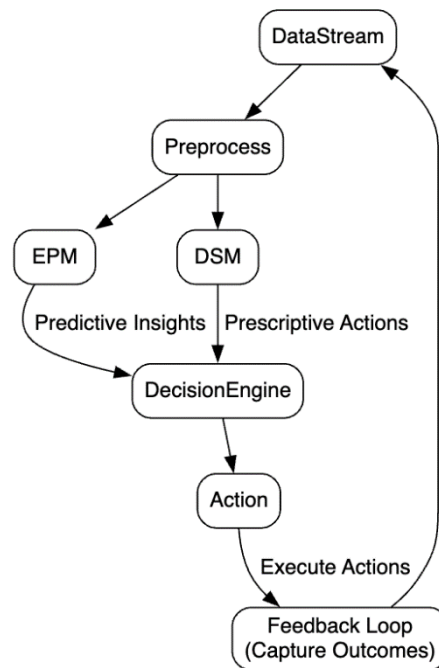 DataStream
Preprocess
EPM
DSM
Predictive Insights
Prescriptive Actions
DecisionEngine
Action
Execute Actions
Feedback Loop
(Capture Outcomes)